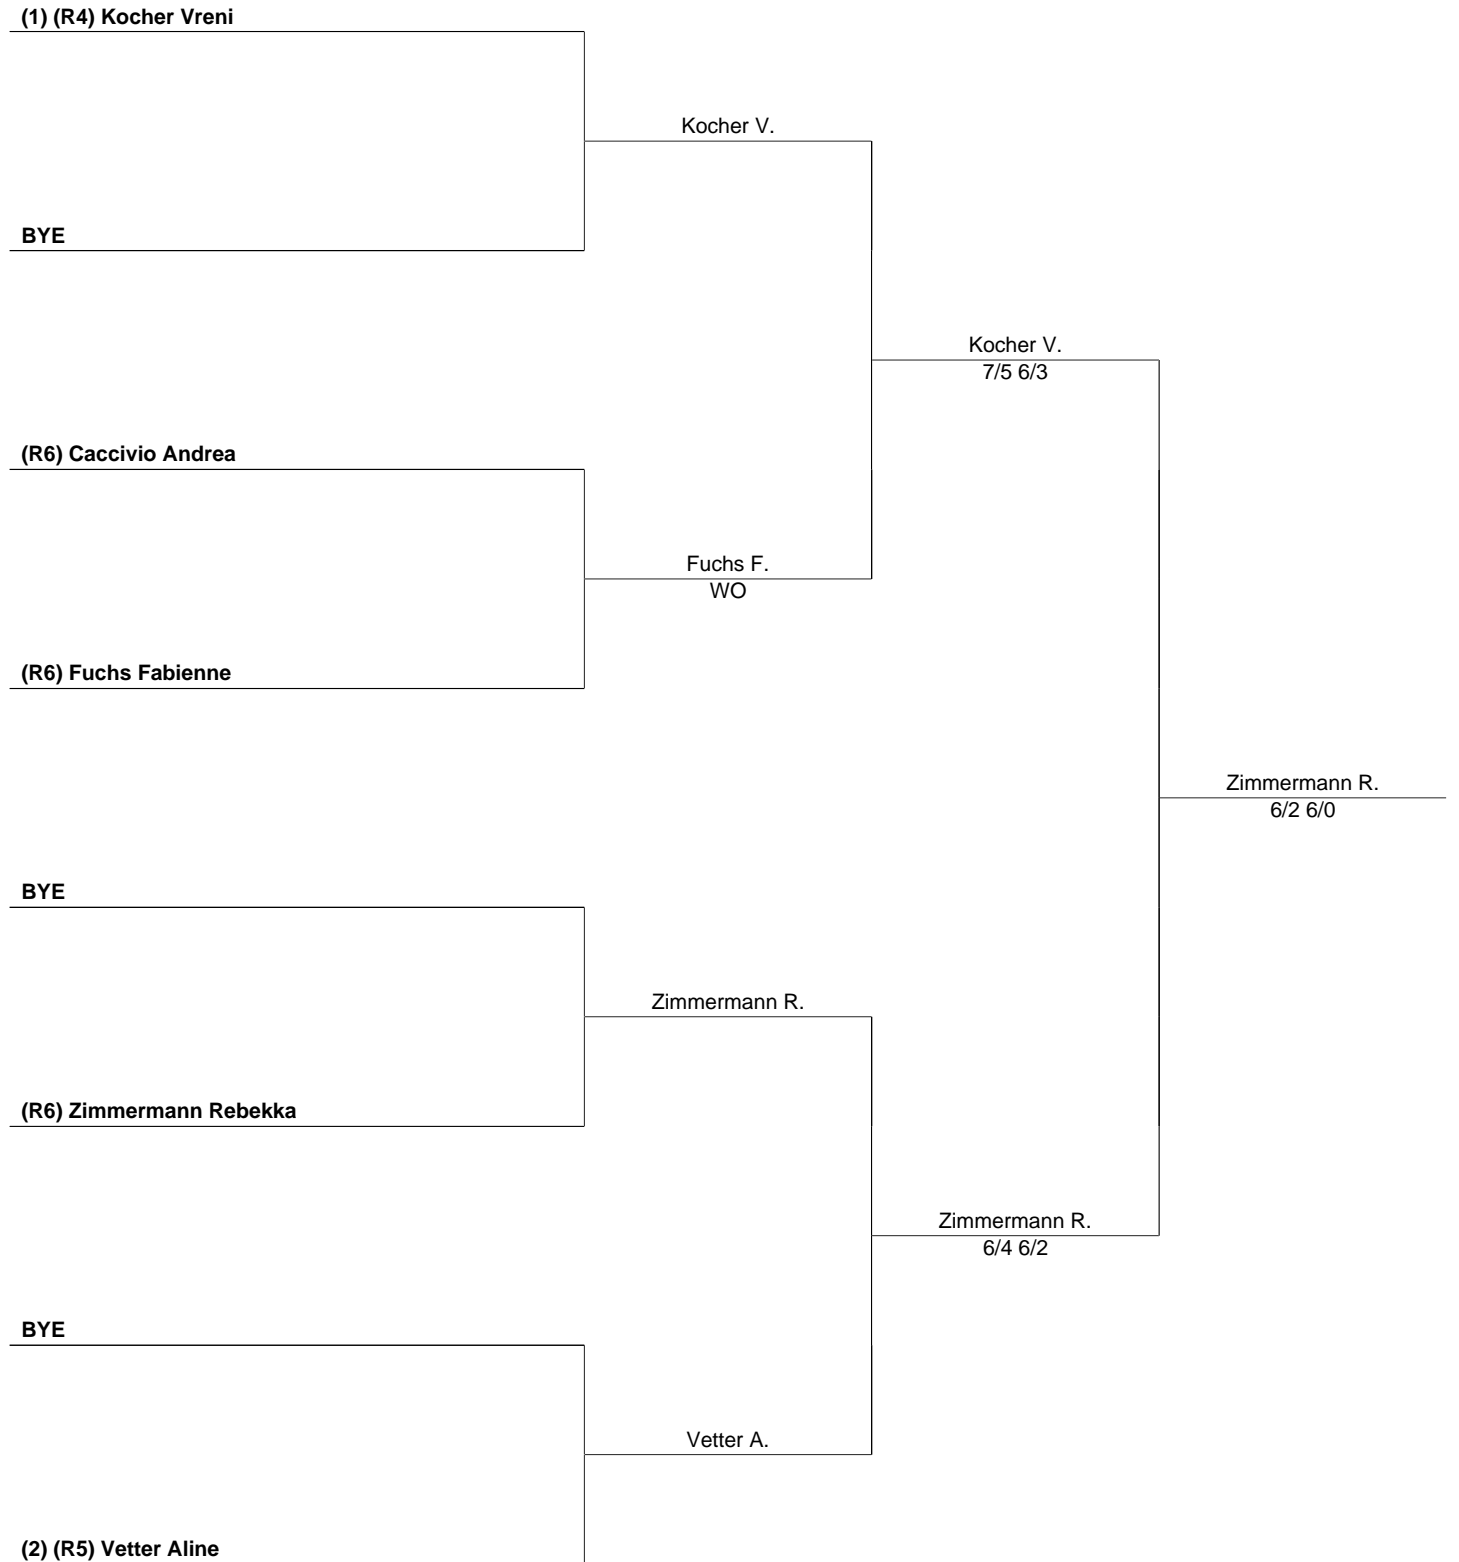 (1) (R4) Kocher Vreni
Kocher V.
BYE
Kocher V.
7/5 6/3
(R6) Caccivio Andrea
Fuchs F.
WO
(R6) Fuchs Fabienne
Zimmermann R.
6/2 6/0
BYE
Zimmermann R.
(R6) Zimmermann Rebekka
Zimmermann R.
6/4 6/2
BYE
Vetter A.
(2) (R5) Vetter Aline